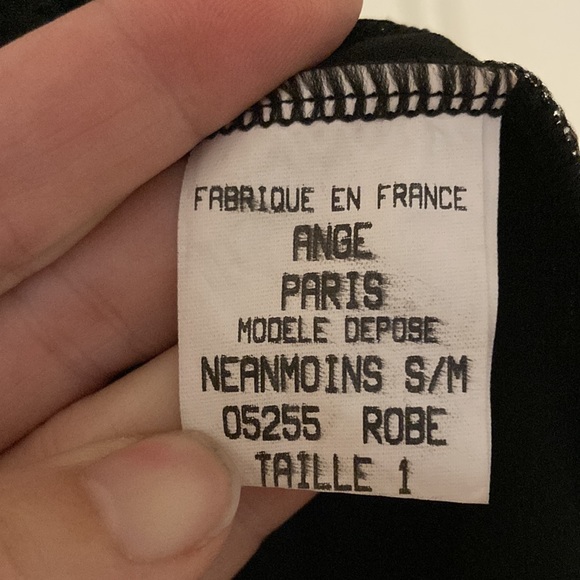 FABRIQUE EN FRANCE
ANGE
PARIS
MODELE DEPOSE
NEANMOINS S/M
05255 ROBE
TAILLE 1